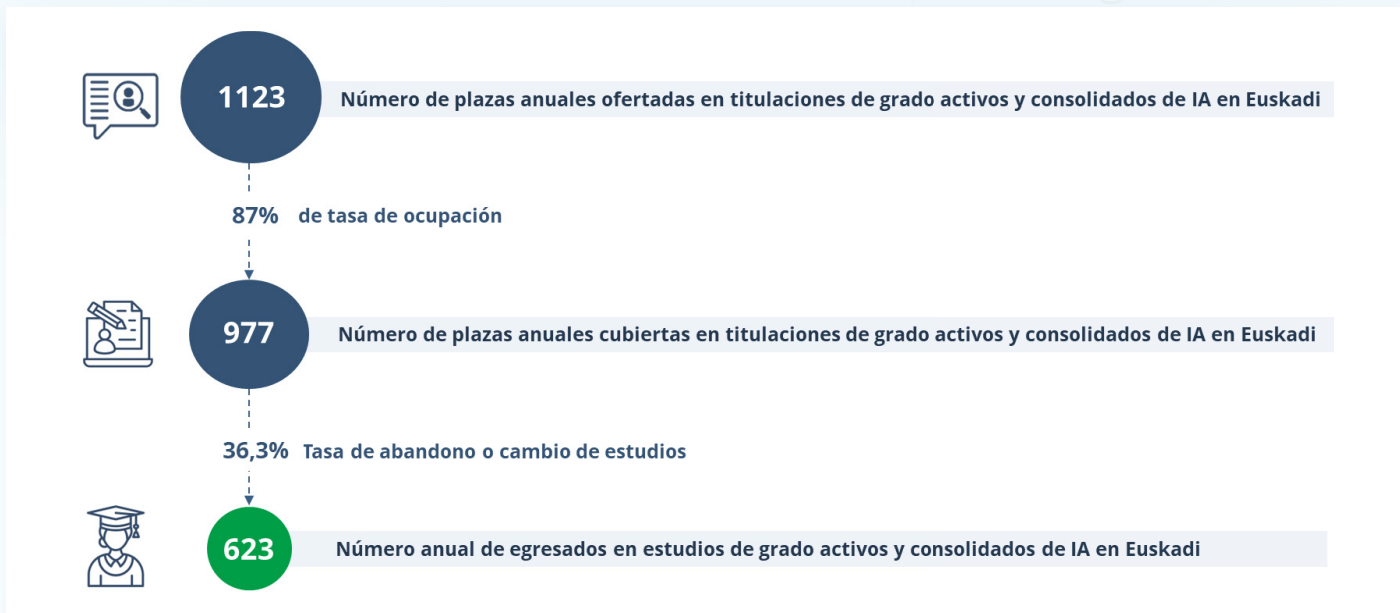 1123
Número de plazas anuales ofertadas en titulaciones de grado activos y consolidados de IA en Euskadi
87% de tasa de ocupación
977
Número de plazas anuales cubiertas en titulaciones de grado activos y consolidados de IA en Euskadi
36,3% Tasa de abandono o cambio de estudios
623
Número anual de egresados en estudios de grado activos y consolidados de IA en Euskadi